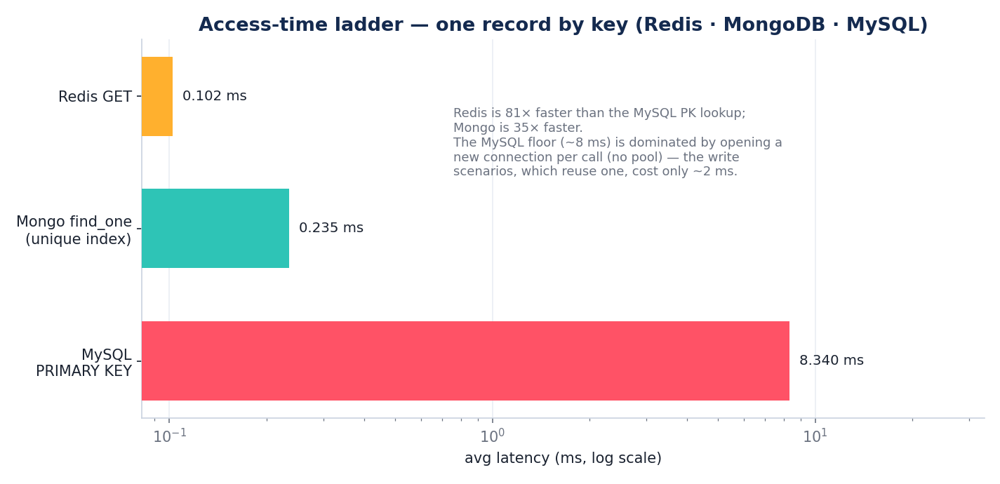 Access-time ladder — one record by key (Redis · MongoDB · MySQL)
Redis GET
0.102 ms
Redis is 81× faster than the MySQL PK lookup;
Mongo is 35× faster.
The MySQL floor (~8 ms) is dominated by opening a
new connection per call (no pool) — the write
scenarios, which reuse one, cost only ~2 ms.
Mongo find_one
(unique index)
0.235 ms
MySQL
PRIMARY KEY
8.340 ms
10⁻¹
10⁰
10¹
avg latency (ms, log scale)